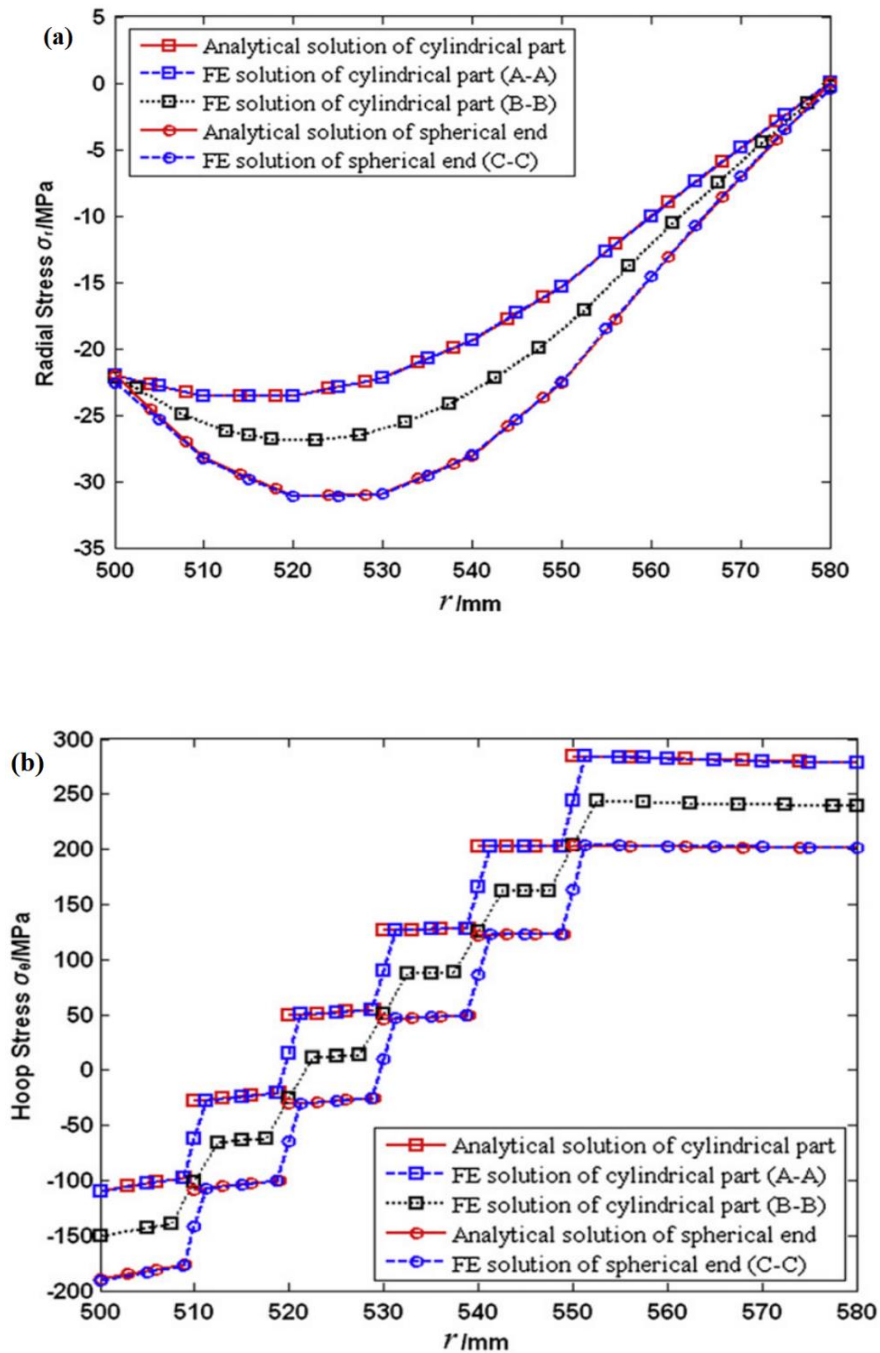 (a)
5
0
-5
-10
-15
-20
-25
-30
-35
Radial Stress σr/MPa
Analytical solution of cylindrical part
FE solution of cylindrical part (A-A)
FE solution of cylindrical part (B-B)
Analytical solution of spherical end
FE solution of spherical end (C-C)
500 510 520 530 540 550 560 570 580
r/mm
(b)
300
250
200
150
100
50
0
-50
-100
-150
-200
Hoop Stress σθ/MPa
Analytical solution of cylindrical part
FE solution of cylindrical part (A-A)
FE solution of cylindrical part (B-B)
Analytical solution of spherical end
FE solution of spherical end (C-C)
500 510 520 530 540 550 560 570 580
r/mm